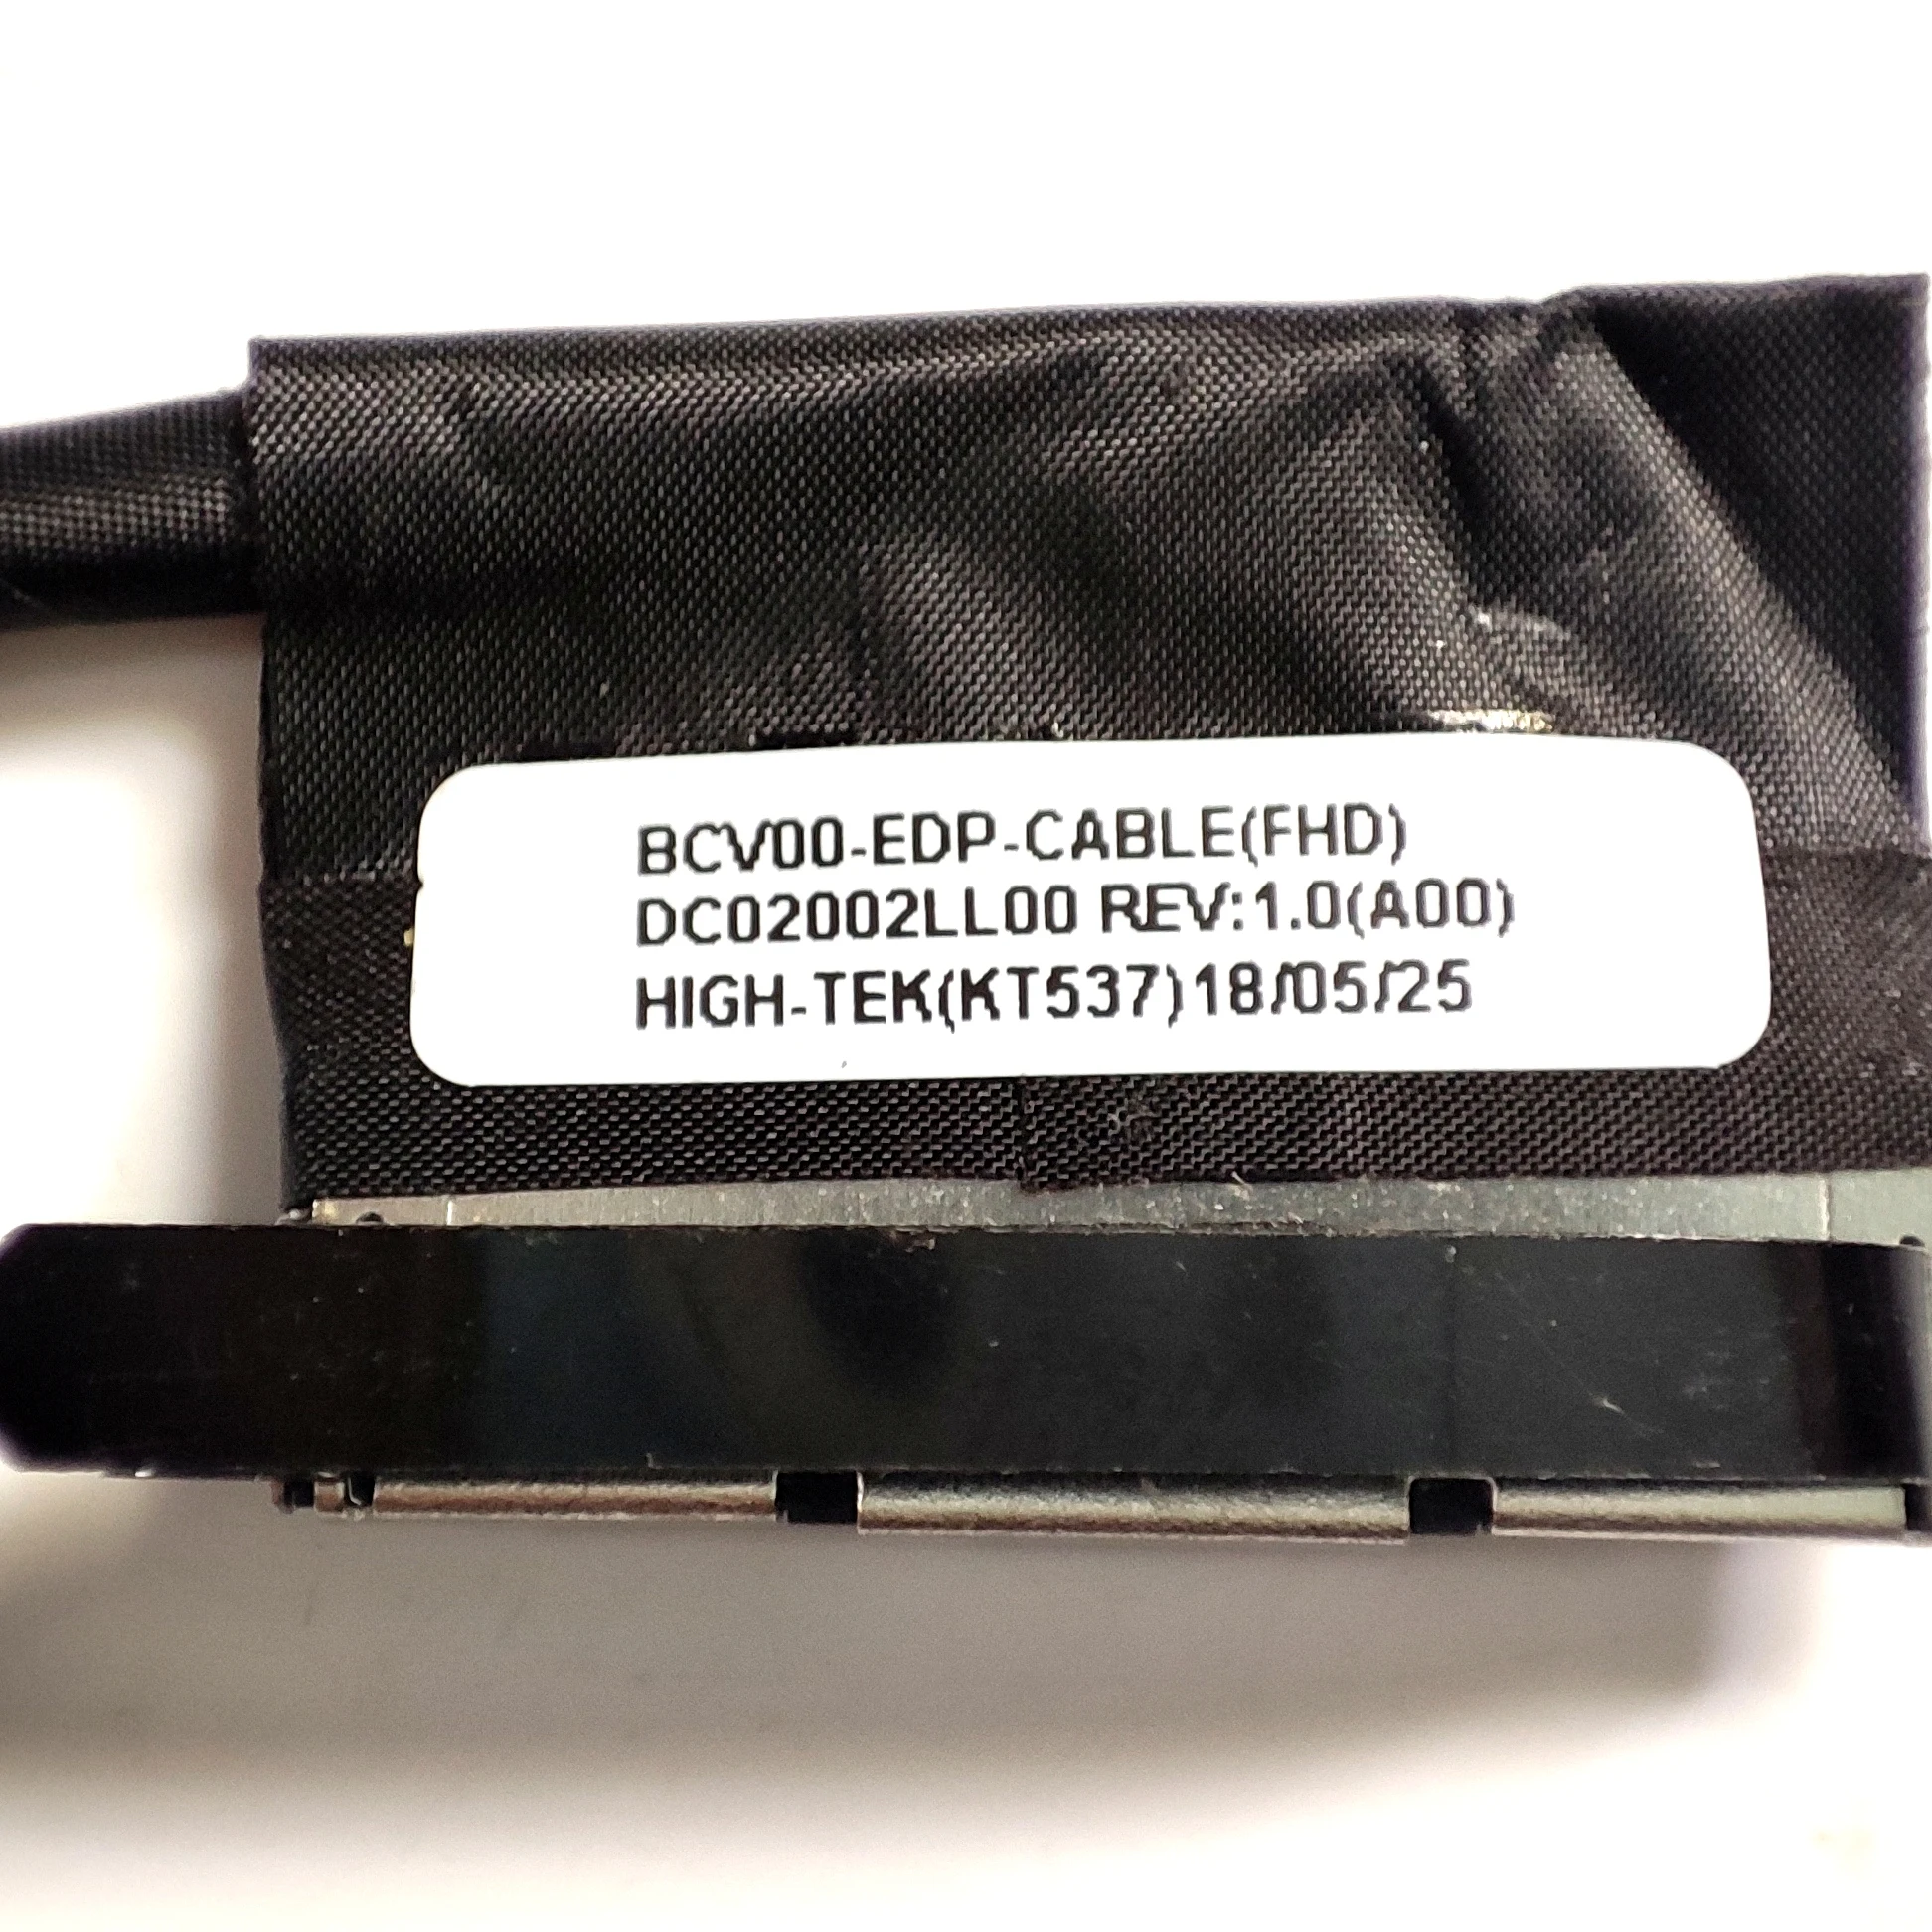 BCV00-EDP-CABLE(FHD)
DC02002LL00 REV:1.0(A00)
HIGH-TEK(KT537)18/05/25